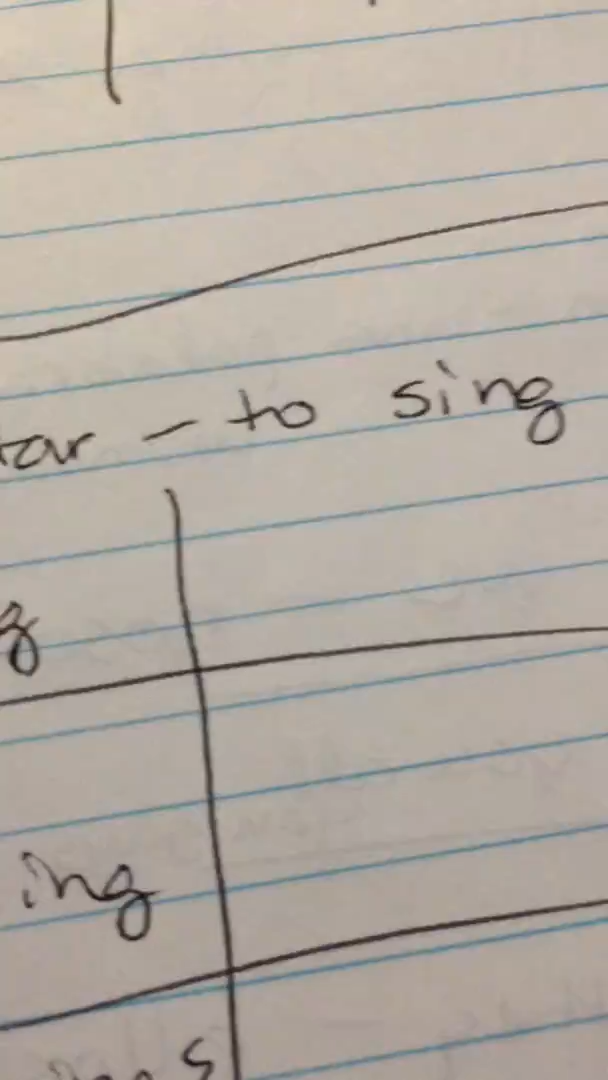 tar – to sing
g
ing
s